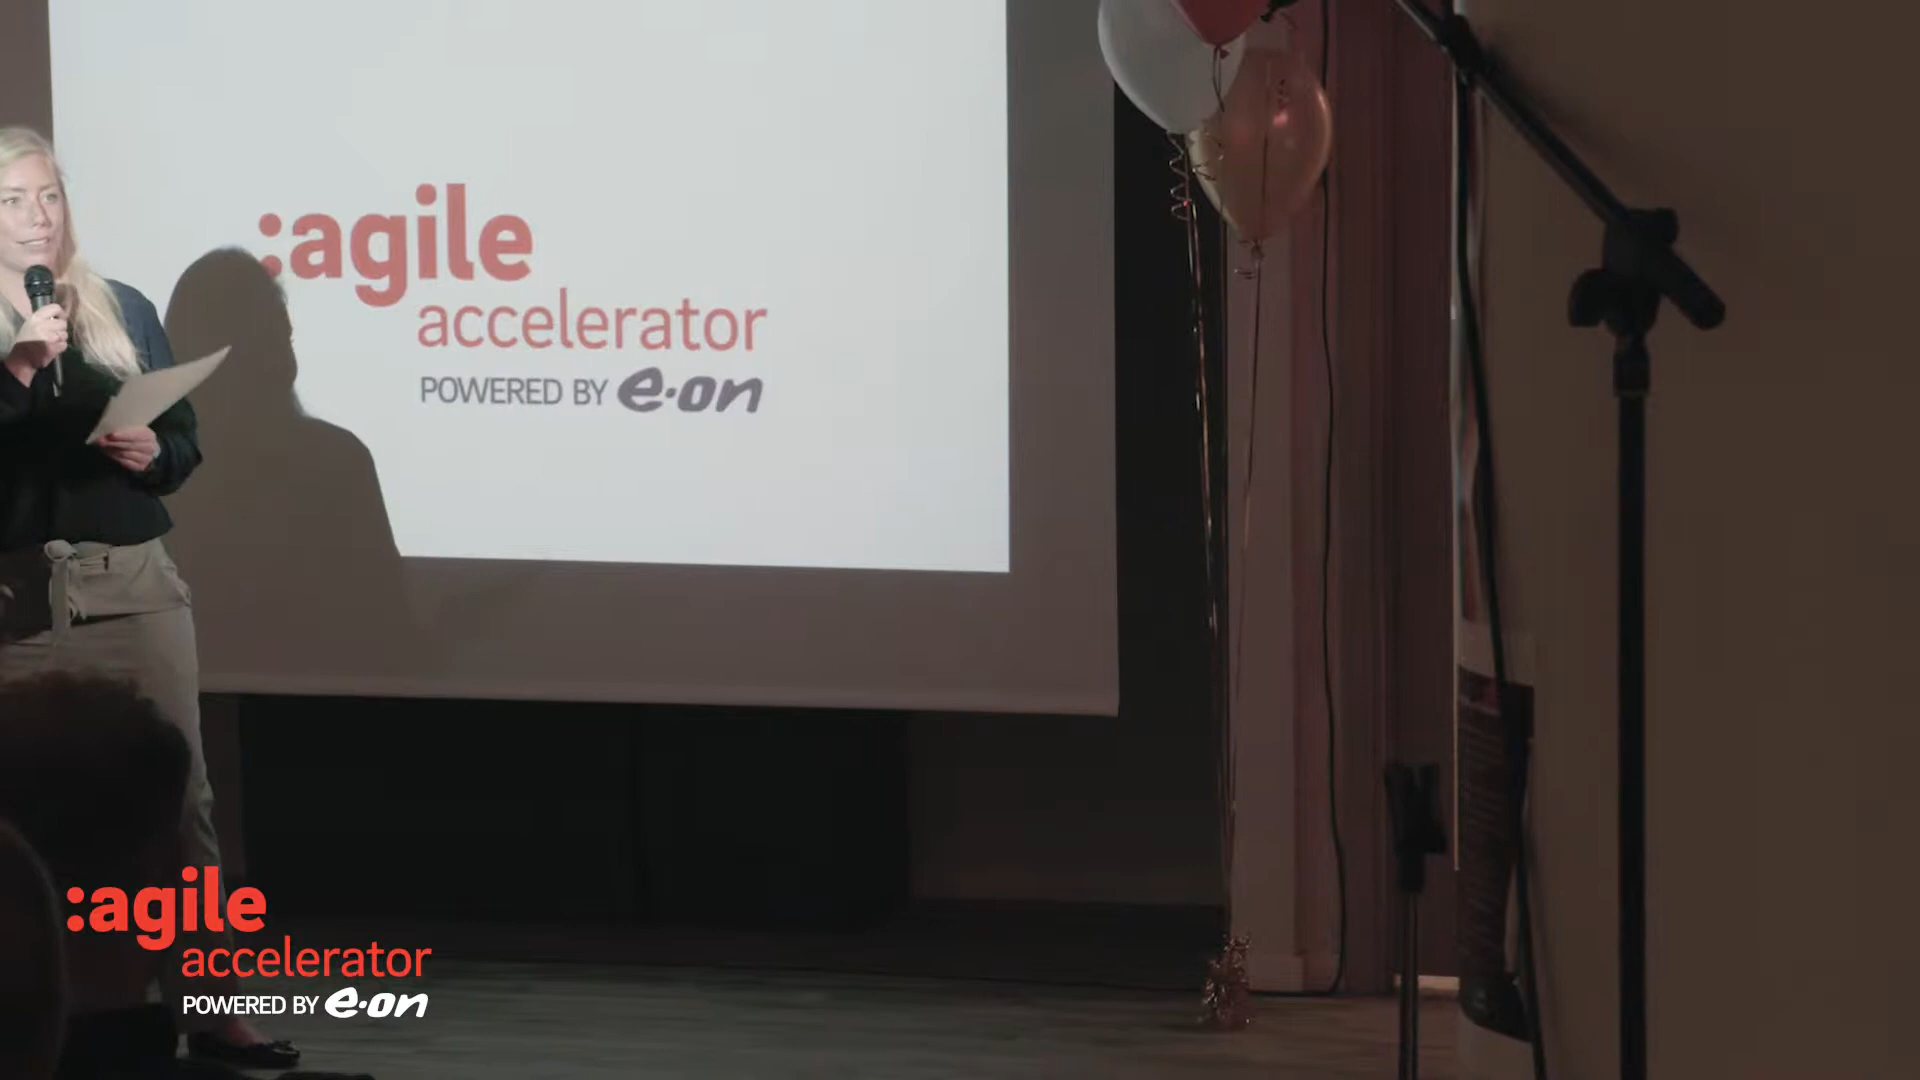 :agile
accelerator
POWERED BY e·on
:agile
accelerator
POWERED BY e·on